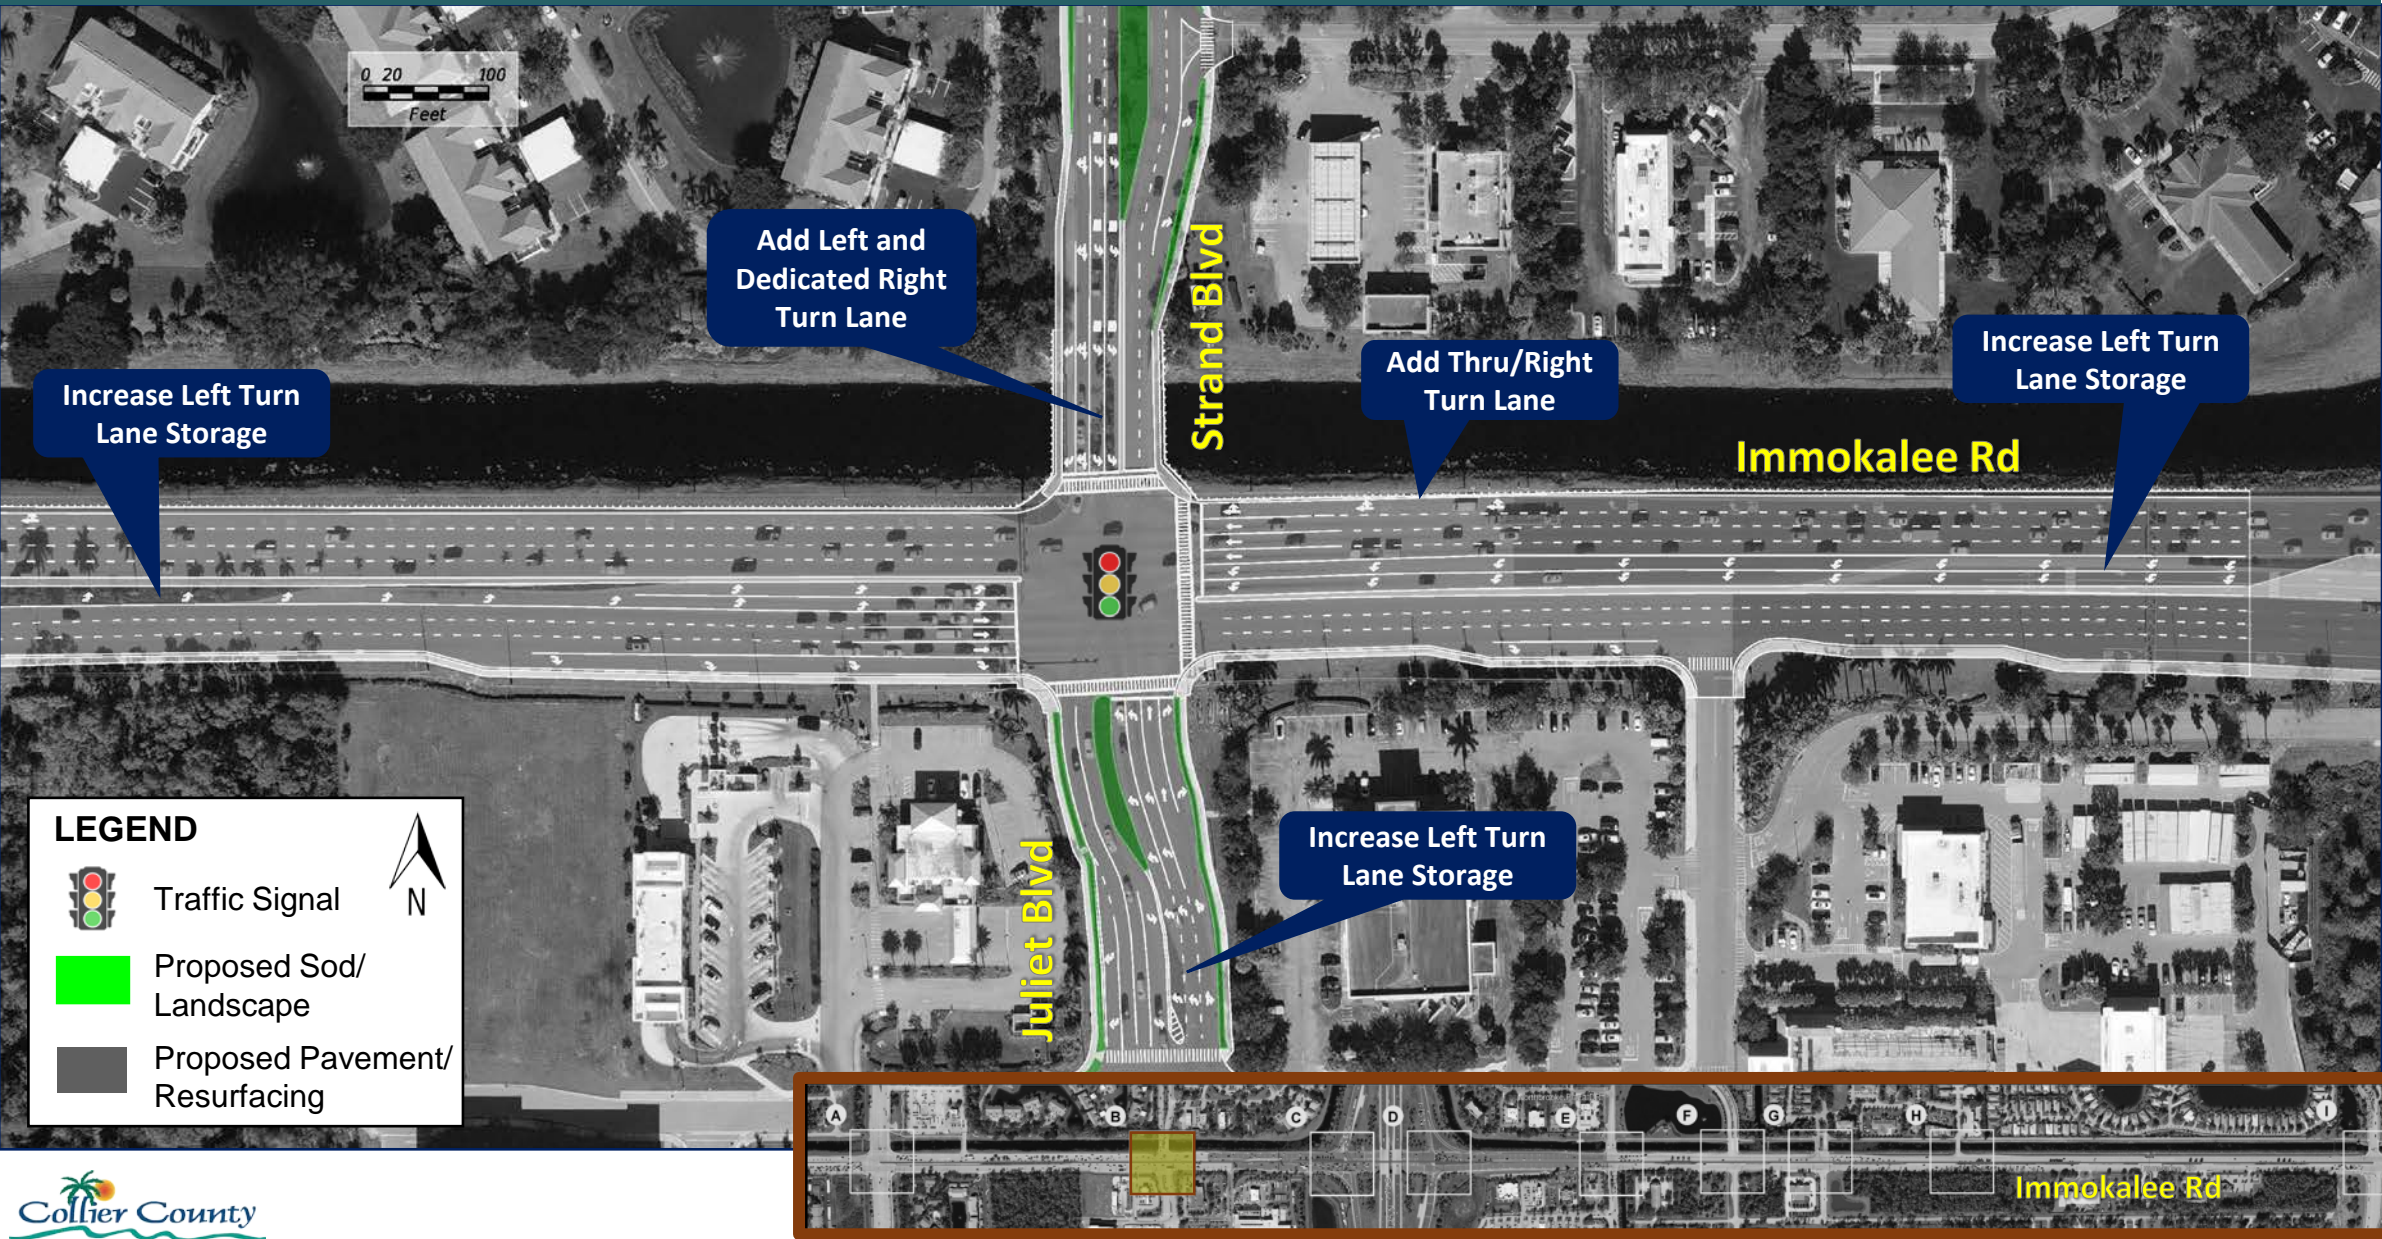 0 20 100
Feet
Add Left and
Dedicated Right
Turn Lane
Strand Blvd
Increase Left Turn
Lane Storage
Add Thru/Right
Turn Lane
Increase Left Turn
Lane Storage
Immokalee Rd
Increase Left Turn
Lane Storage
Juliet Blvd
LEGEND
N
Traffic Signal
Proposed Sod/
Landscape
Proposed Pavement/
Resurfacing
A
B
C
D
E
F
G
H
I
Immokalee Rd
Collier County